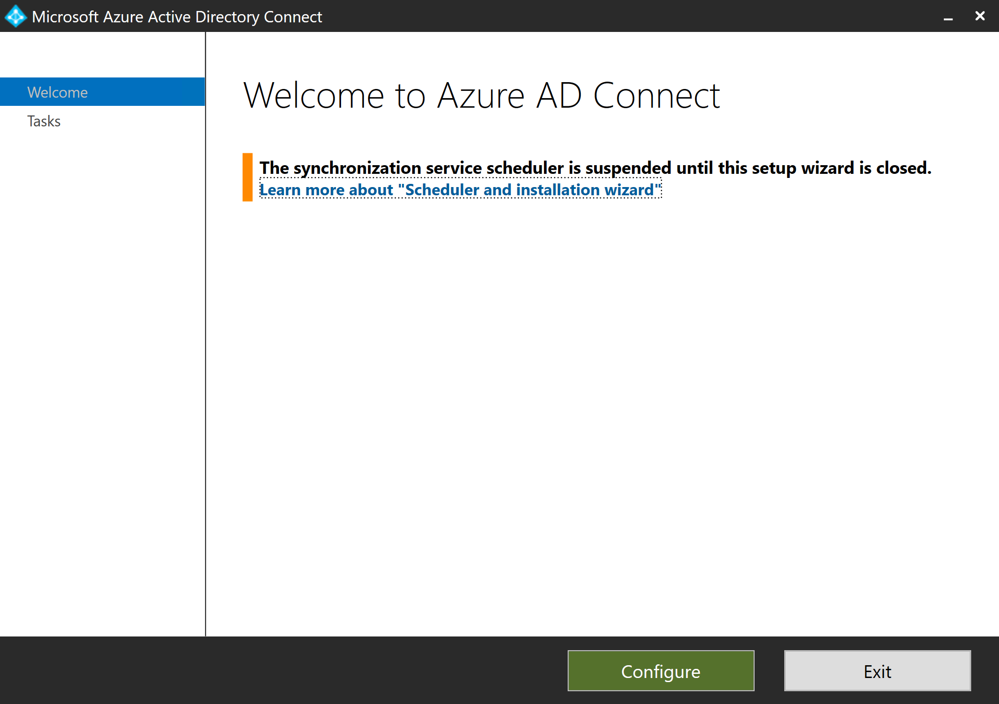 Microsoft Azure Active Directory Connect
Welcome
Tasks
Welcome to Azure AD Connect
The synchronization service scheduler is suspended until this setup wizard is closed.
Learn more about "Scheduler and installation wizard"
Configure
Exit